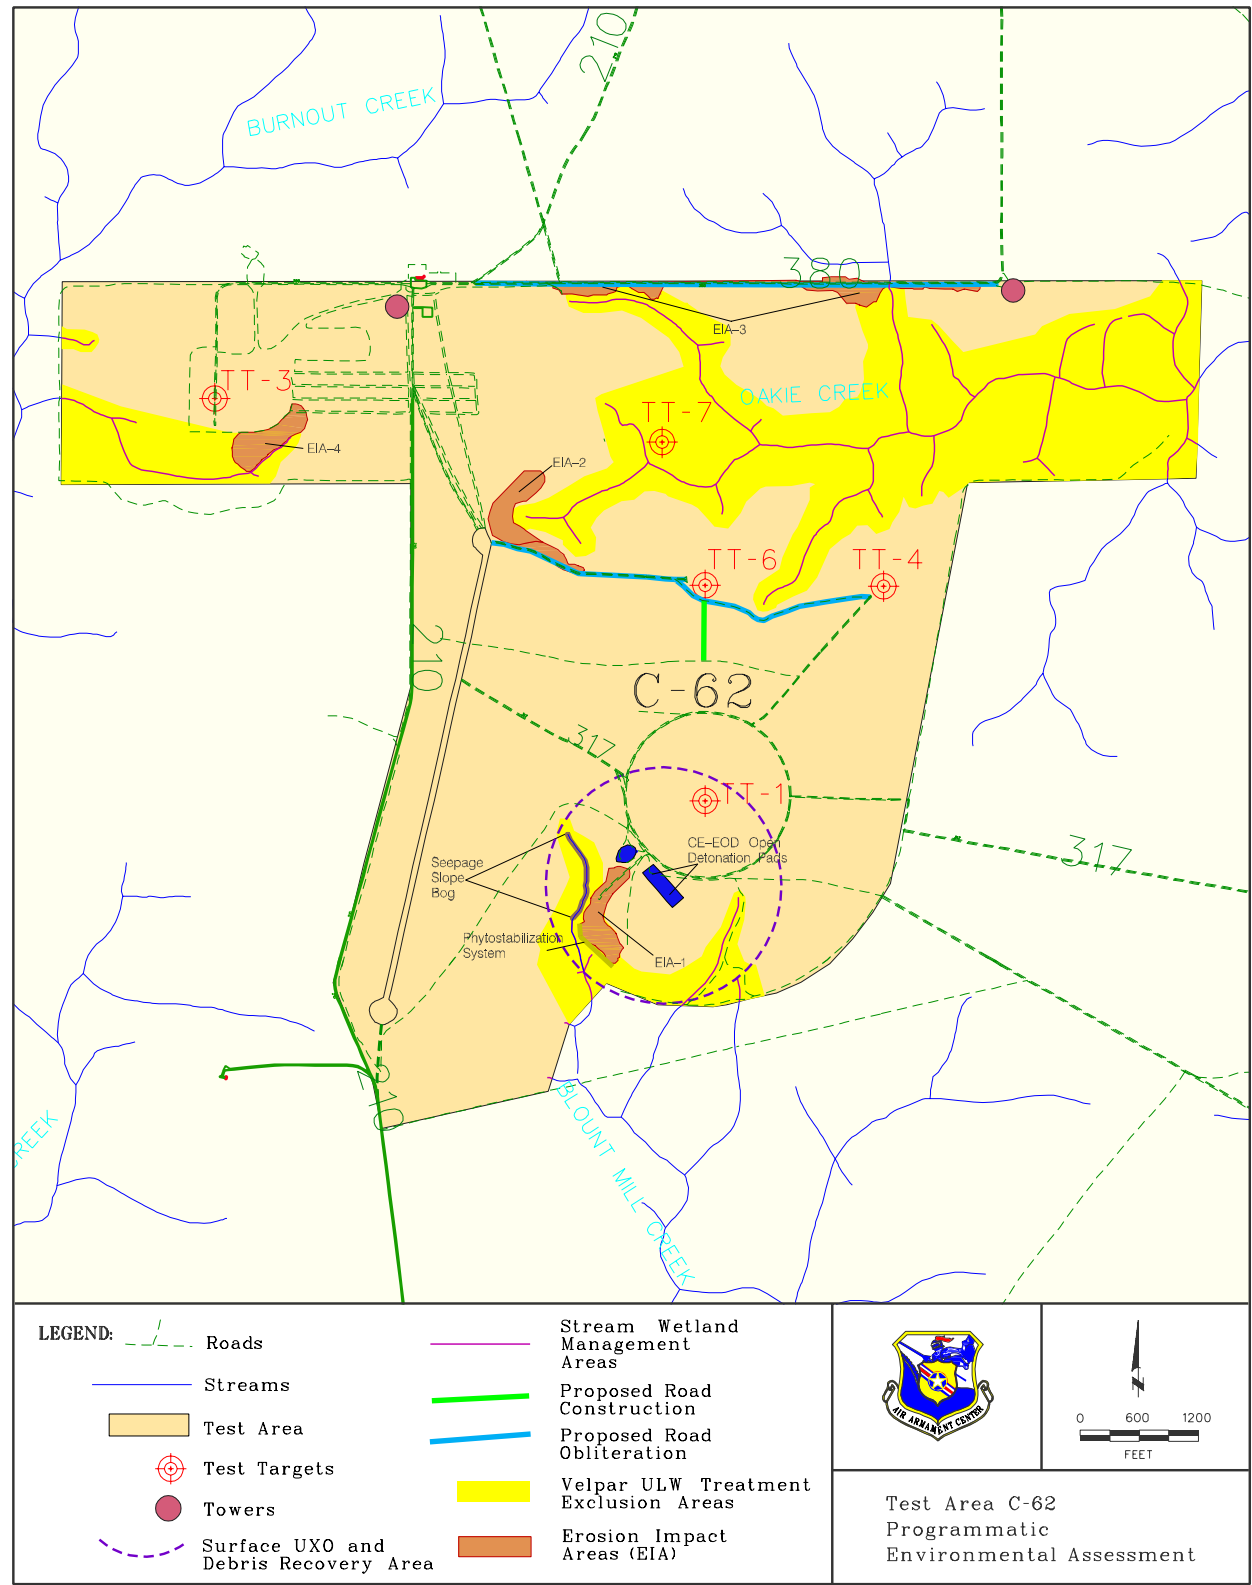 210
BURNOUT CREEK
380
EIA-3
TT-3
OAKIE CREEK
TT-7
EIA-4
EIA-2
TT-6
TT-4
210
C-62
317
TT-1
CE-EOD Open
Detonation Pads
317
Seepage
Slope
Bog
Phytostabilization
System
EIA-1
210
BLOUNT MILL CREEK
CREEK
LEGEND:
Roads
Streams
Test Area
Test Targets
Towers
Surface UXO and
Debris Recovery Area
Stream Wetland
Management
Areas
Proposed Road
Construction
Proposed Road
Obliteration
Velpar ULW Treatment
Exclusion Areas
Erosion Impact
Areas (EIA)
AIR ARMAMENT CENTER
N
0 600 1200
FEET
Test Area C-62
Programmatic
Environmental Assessment